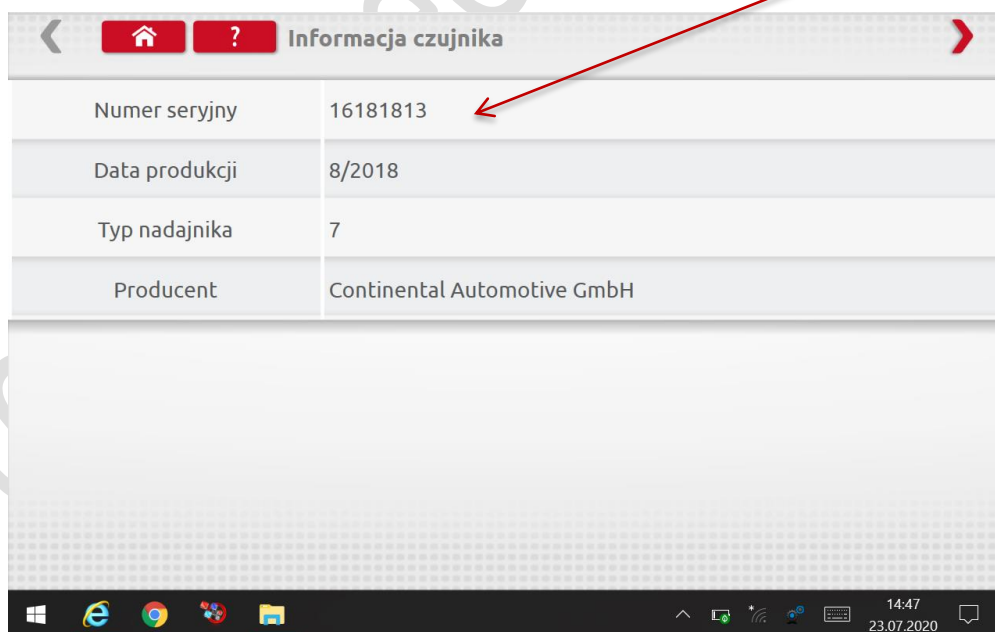 ? Informacja czujnika
Numer seryjny 16181813
Data produkcji 8/2018
Typ nadajnika 7
Producent Continental Automotive GmbH
14:47
23.07.2020